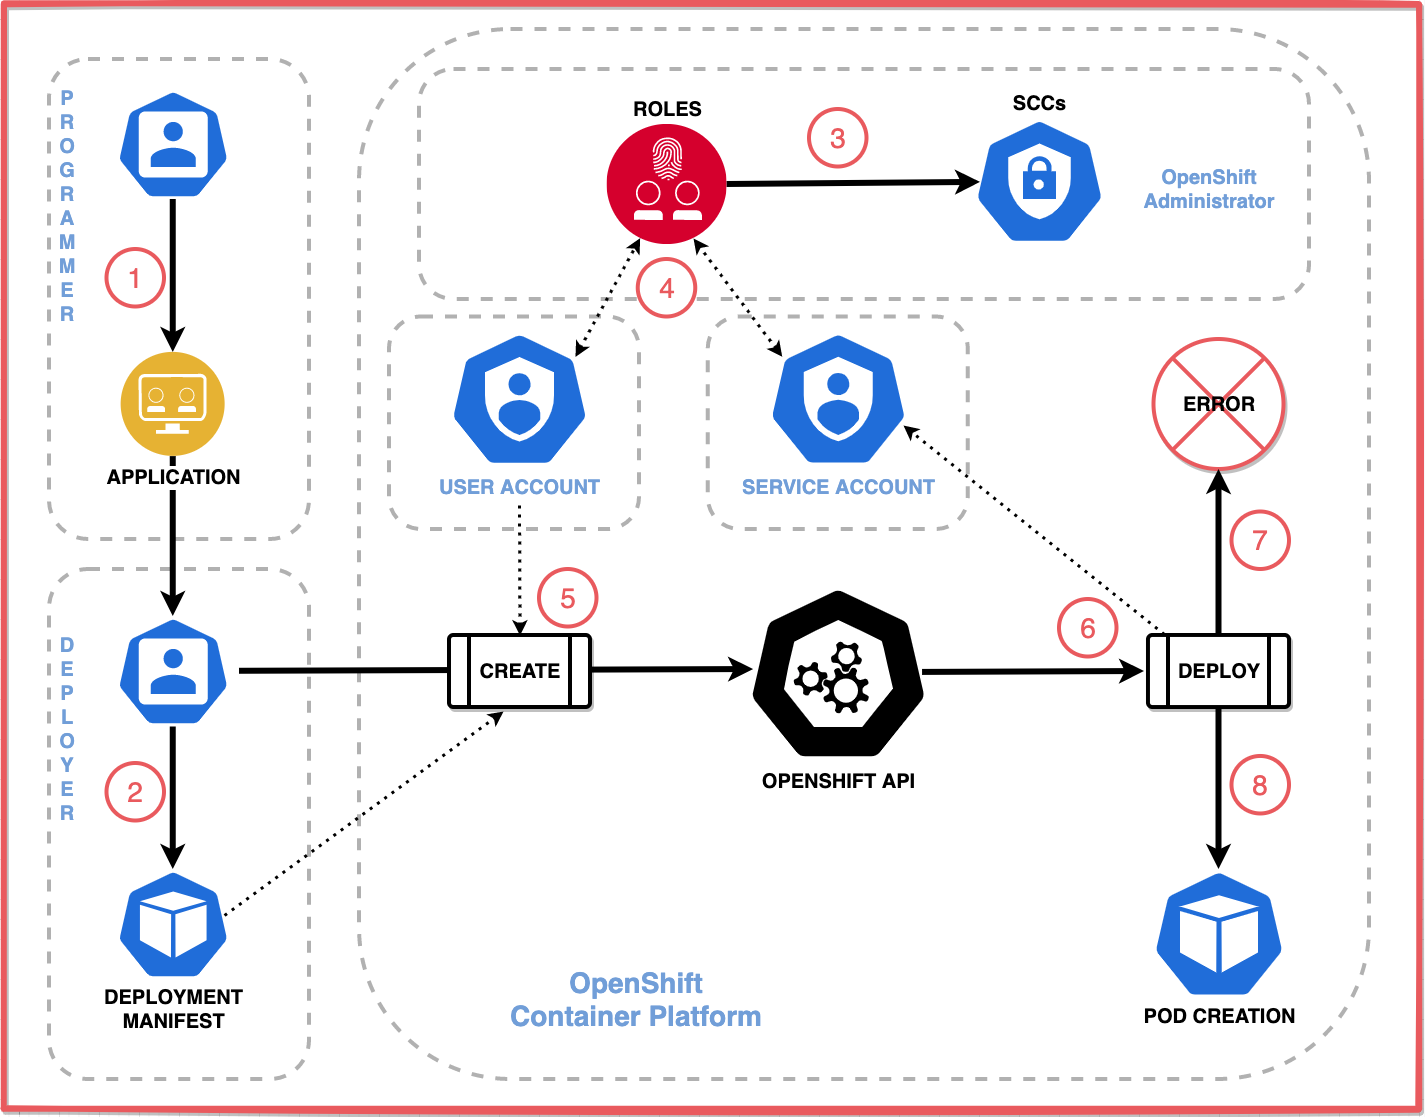 PROGRAMMER
1
APPLICATION
DEPLOYER
2
DEPLOYMENT
MANIFEST
ROLES
3
SCCs
OpenShift
Administrator
4
USER ACCOUNT
SERVICE ACCOUNT
ERROR
7
5
6
CREATE
DEPLOY
OPENSHIFT API
8
POD CREATION
OpenShift
Container Platform